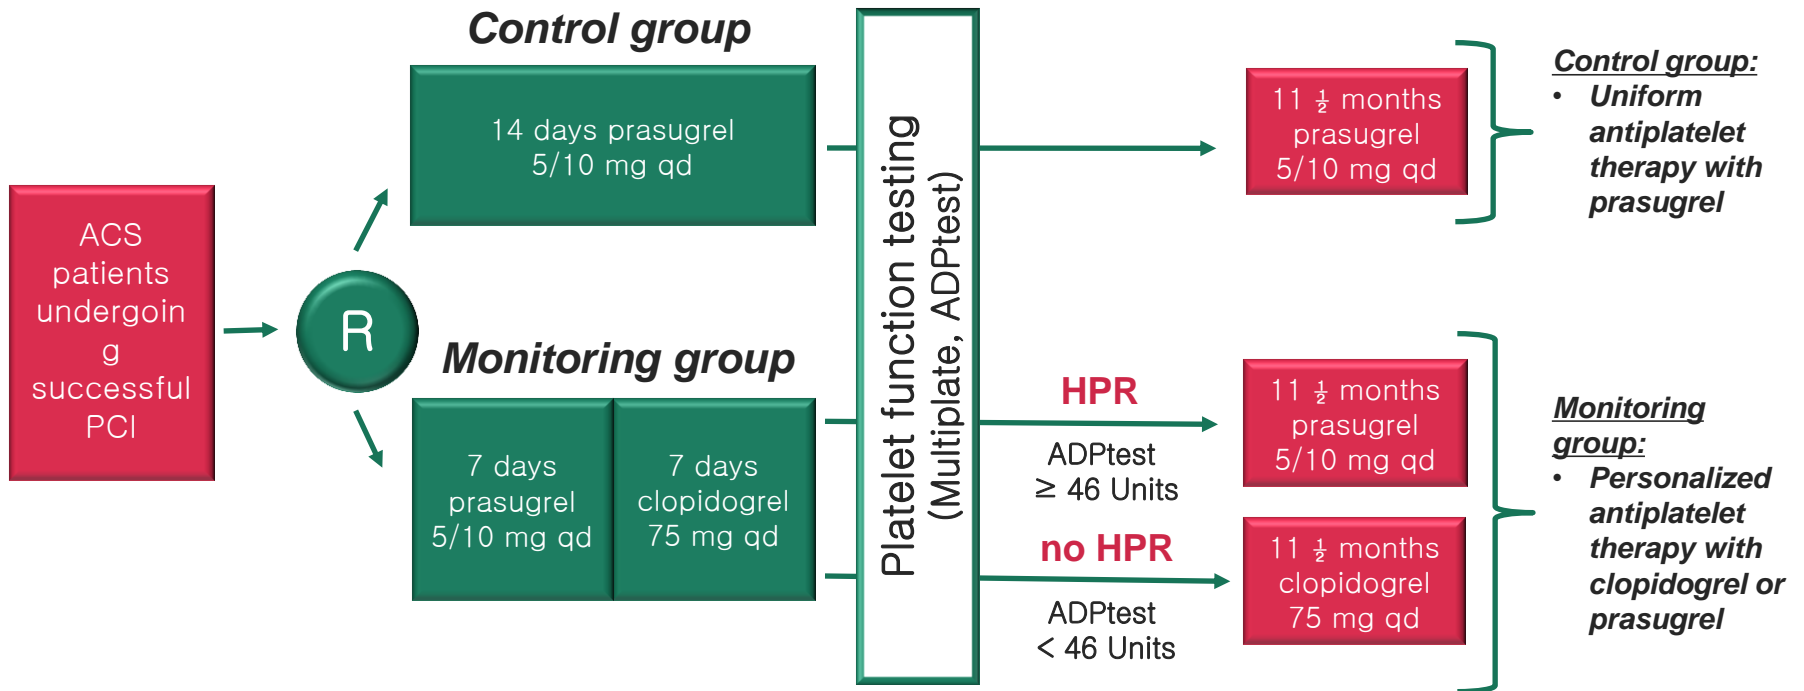 Control group
14 days prasugrel
5/10 mg qd
ACS
patients
undergoin
g
successful
PCI
R
Monitoring group
7 days
prasugrel
5/10 mg qd
7 days
clopidogrel
75 mg qd
Platelet function testing
(Multiplate, ADPtest)
HPR
ADPtest
≥ 46 Units
no HPR
ADPtest
< 46 Units
11 ½ months
prasugrel
5/10 mg qd
11 ½ months
prasugrel
5/10 mg qd
11 ½ months
clopidogrel
75 mg qd
Control group:
• Uniform
antiplatelet
therapy with
prasugrel
Monitoring
group:
• Personalized
antiplatelet
therapy with
clopidogrel or
prasugrel